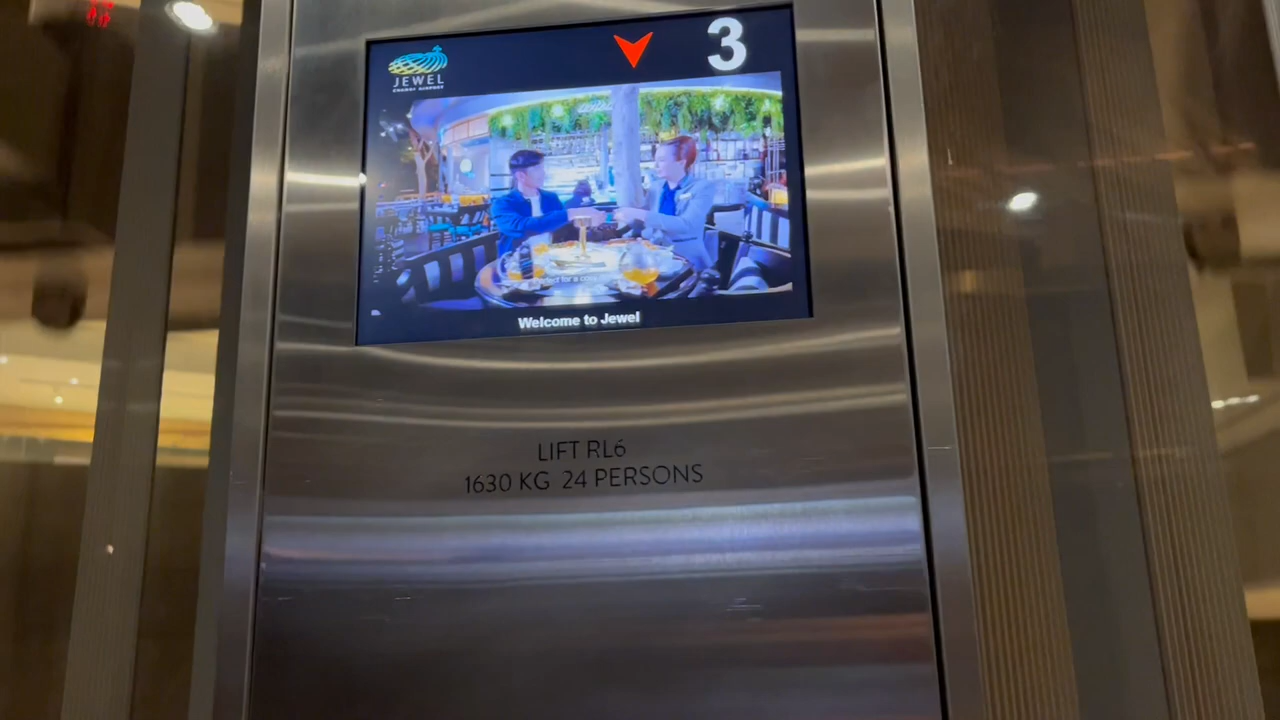 3
JEWEL
CHANGI AIRPORT
Welcome to Jewel
LIFT RL6
1630 KG 24 PERSONS